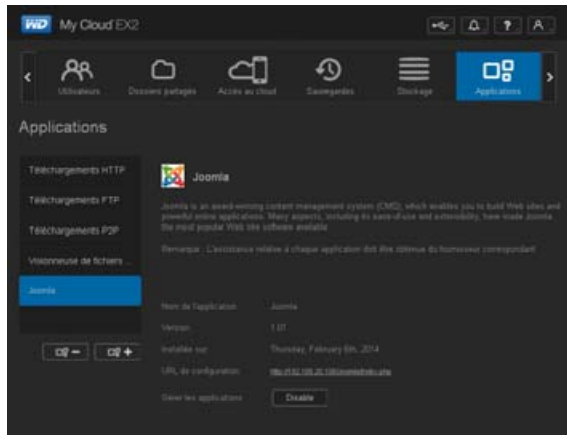 WD My Cloud EX2
?
Utilisateurs
Dossiers partagés
Accès au cloud
Sauvegardes
Stockage
Applications
Applications
Téléchargements HTTP
Téléchargements FTP
Téléchargements P2P
Visionneuse de fichiers ...
Joomla
Joomla
Joomla is an award-winning content management system (CMS), which enables you to build Web sites and
powerful online applications. Many aspects, including its ease-of-use and extensibility, have made Joomla
the most popular Web site software available.
Remarque : L'assistance relative à chaque application doit être obtenue du fournisseur correspondant
Nom de l'application Joomla
Version 1.01
Installée sur Thursday, February 6th, 2014
URL de configuration
Gérer les applications Disable